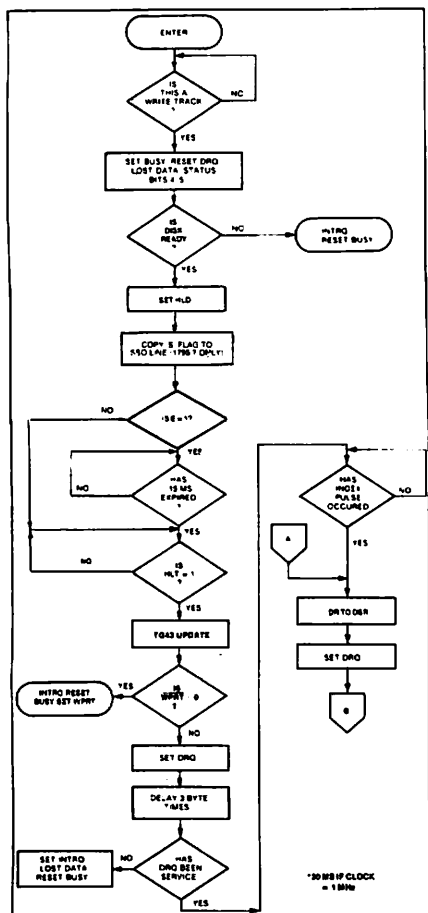 ENTER
IS
THIS A
WRITE TRACK
?
NO
YES
SET BUSY RESET DRQ
LOST DATA STATUS
BITS 4 5
IS
DISK
READY
?
NO
INTRQ
RESET BUSY
YES
SET HLD
COPY S FLAG TO
SSO LINE (1795 7 ONLY)
NO
IS E = 1?
YES
HAS
15 MS
EXPIRED
?
NO
YES
NO
IS
HLT = 1
?
YES
TG43 UPDATE
YES
IS
WPRT = 0
?
INTRQ RESET
BUSY SET WPRT
NO
SET DRQ
DELAY 3 BYTE
TIMES
SET INTRQ
LOST DATA
RESET BUSY
NO
HAS
DRQ BEEN
SERVICE
YES
HAS
INDEX
PULSE
OCCURED
NO
YES
A
DR TO DSR
SET DRQ
B
*30 MS IF CLOCK
= 1 MHz